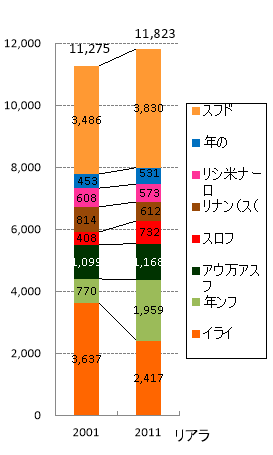 11,275
11,823
12,000
10,000
8,000
6,000
4,000
2,000
0
3,486
453
608
814
408
1,099
770
3,637
3,830
531
573
612
732
1,168
1,959
2,417
2001
2011
リアラ
スフド
年の
リシ米ナー
ロ
リナン(ス(
スロフ
アウ万アス
フ
年ンフ
イライ